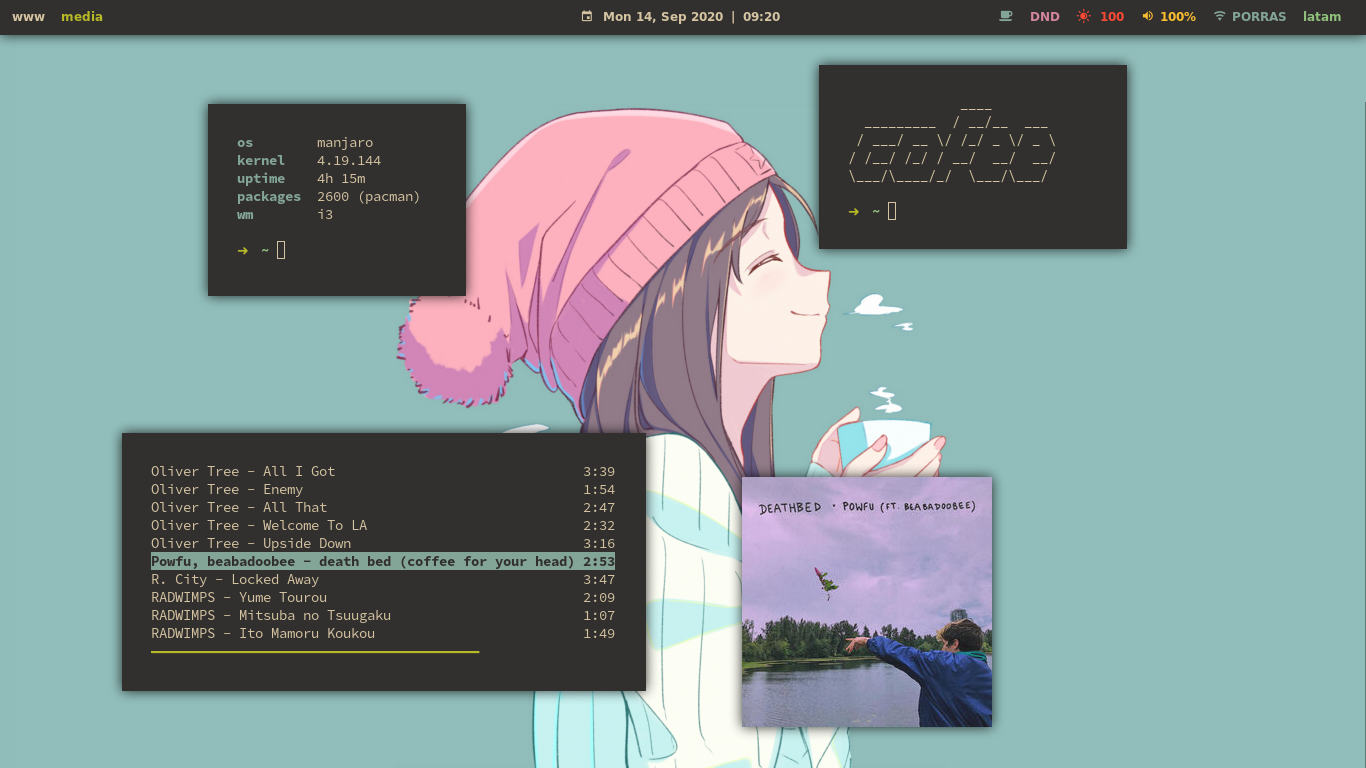 www media
Mon 14, Sep 2020 | 09:20
DND 100 100% PORRAS latam
os manjaro
kernel 4.19.144
uptime 4h 15m
packages 2600 (pacman)
wm i3
➜ ~
coffee
➜ ~
Oliver Tree - All I Got 3:39
Oliver Tree - Enemy 1:54
Oliver Tree - All That 2:47
Oliver Tree - Welcome To LA 2:32
Oliver Tree - Upside Down 3:16
Powfu, beabadoobee - death bed (coffee for your head) 2:53
R. City - Locked Away 3:47
RADWIMPS - Yume Tourou 2:09
RADWIMPS - Mitsuba no Tsuugaku 1:07
RADWIMPS - Ito Mamoru Koukou 1:49
DEATHBED · POWFU (FT. BEABADOOBEE)